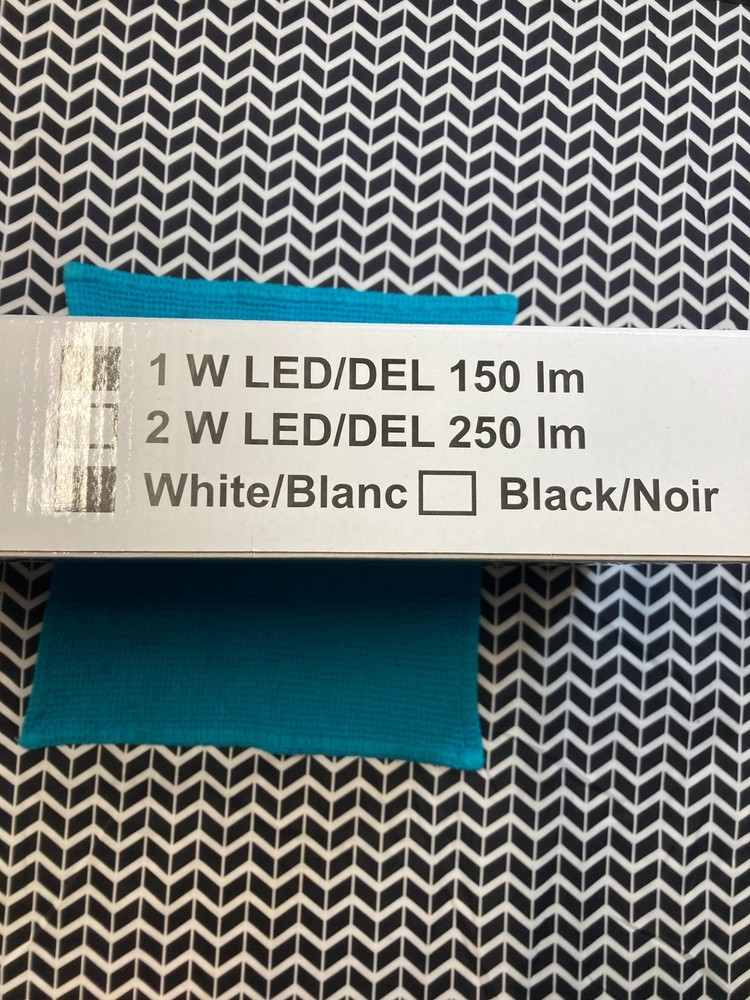 1 W LED/DEL 150 lm
2 W LED/DEL 250 lm
White/Blanc Black/Noir